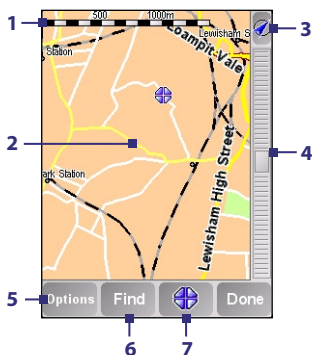 1
500 1000m
3
Lewisham S
Station
Loampit Vale
2
4
ark Station
Lewisham High Street
5
Options Find Done
6 7